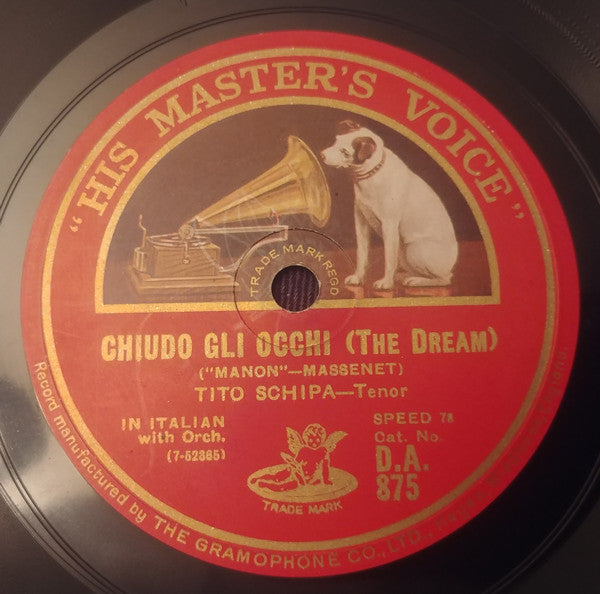 "HIS MASTER'S VOICE"
TRADE MARK REGD
CHIUDO GLI OCCHI (THE DREAM)
("MANON"—MASSENET)
TITO SCHIPA—Tenor
IN ITALIAN
with Orch.
(7-52365)
SPEED 78
Cat. No.
D.A.
875
TRADE MARK
Record manufactured by THE GRAMOPHONE CO., LTD.,